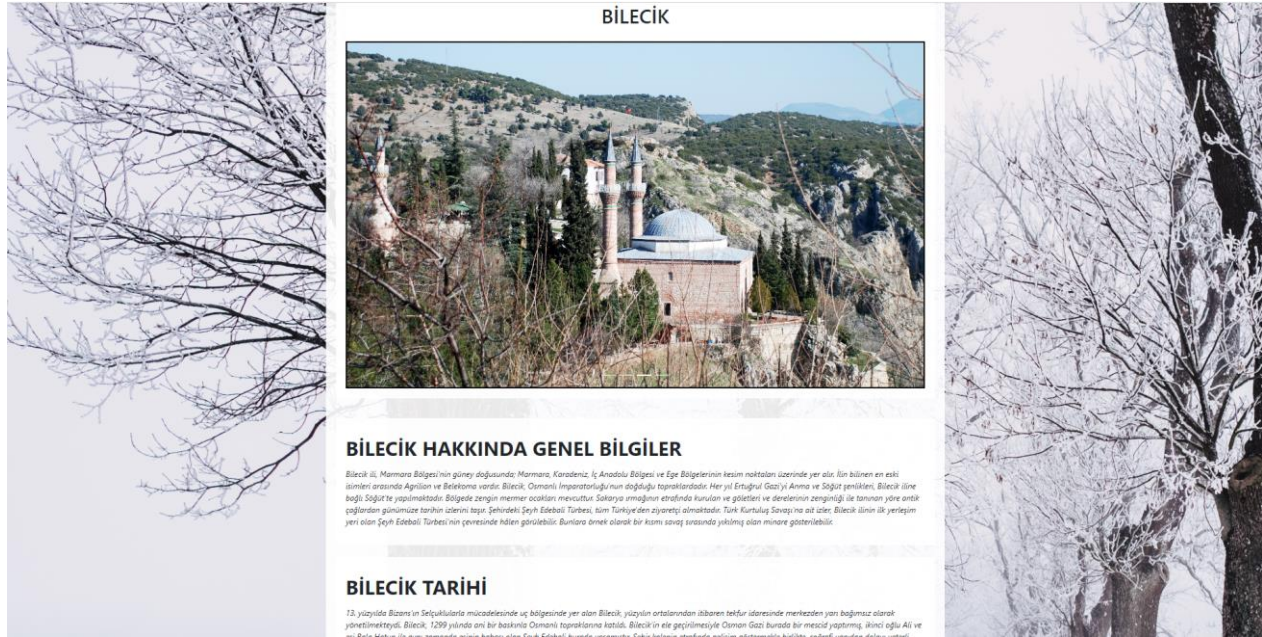 BİLECİK
BİLECİK HAKKINDA GENEL BİLGİLER
Bilecik ili, Marmara Bölgesi'nin güney doğusunda; Marmara, Karadeniz, İç Anadolu Bölgesi ve Ege Bölgelerinin kesim noktaları üzerinde yer alır. İlin bilinen en eski
isimleri arasında Agrilion ve Belekoma vardır. Bilecik, Osmanlı İmparatorluğu'nun doğduğu topraklardadır. Her yıl Ertuğrul Gazi'yi Anma ve Söğüt şenlikleri, Bilecik iline
bağlı Söğüt'te yapılmaktadır. Bölgede zengin mermer ocakları mevcuttur. Sakarya ırmağının etrafında kurulan ve göletleri ve derelerinin zenginliği ile tanınan yöre antik
çağlardan günümüze tarihin izlerini taşır. Şehirdeki Şeyh Edebali Türbesi, tüm Türkiye'den ziyaretçi almaktadır. Türk Kurtuluş Savaşı'na ait izler, Bilecik ilinin ilk yerleşim
yeri olan Şeyh Edebali Türbesi'nin çevresinde hâlen görülebilir. Bunlara örnek olarak bir kısmı savaş sırasında yıkılmış olan minare gösterilebilir.
BİLECİK TARİHİ
13. yüzyılda Bizans'ın Selçuklularla mücadelesinde uç bölgesinde yer alan Bilecik, yüzyılın ortalarından itibaren tekfur idaresinde merkezden yarı bağımsız olarak
yönetilmekteydi. Bilecik, 1299 yılında ani bir baskınla Osmanlı topraklarına katıldı. Bilecik'in ele geçirilmesiyle Osman Gazi burada bir mescid yaptırmış, ikinci oğlu Ali ve